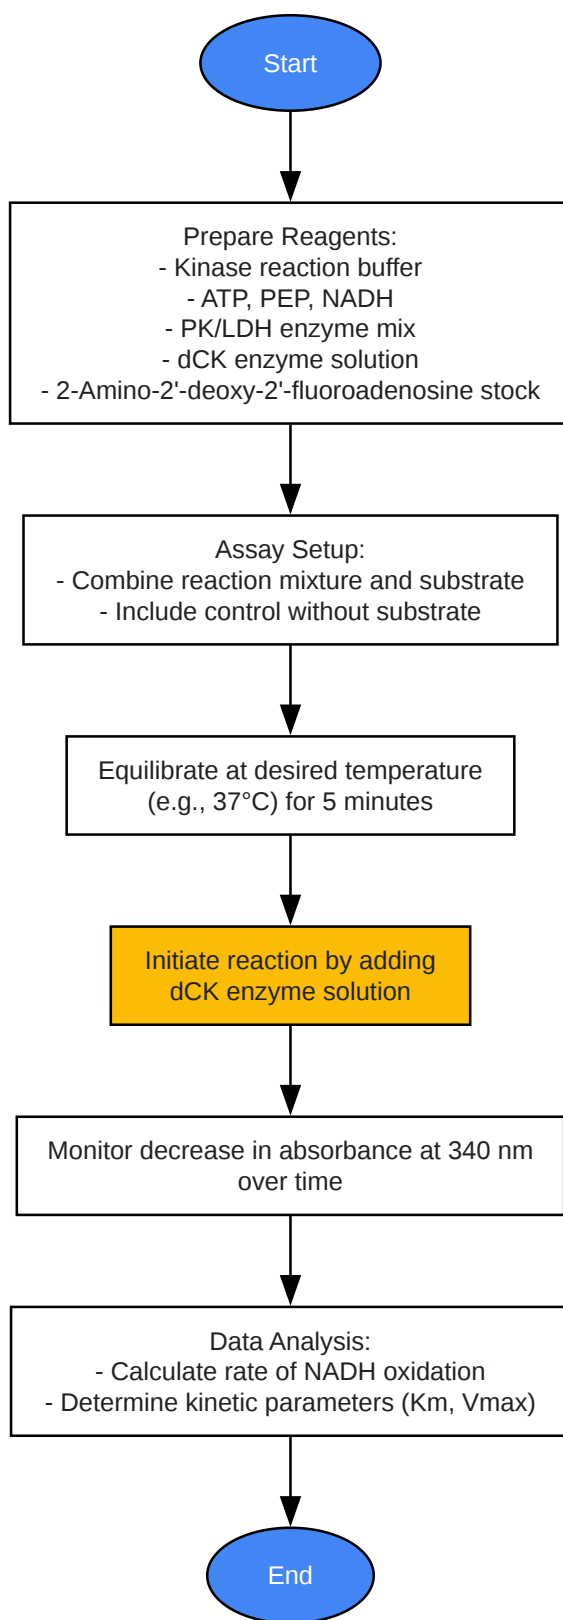 Start
Prepare Reagents:
- Kinase reaction buffer
- ATP, PEP, NADH
- PK/LDH enzyme mix
- dCK enzyme solution
- 2-Amino-2'-deoxy-2'-fluoroadenosine stock
Assay Setup:
- Combine reaction mixture and substrate
- Include control without substrate
Equilibrate at desired temperature
(e.g., 37°C) for 5 minutes
Initiate reaction by adding
dCK enzyme solution
Monitor decrease in absorbance at 340 nm
over time
Data Analysis:
- Calculate rate of NADH oxidation
- Determine kinetic parameters (Km, Vmax)
End